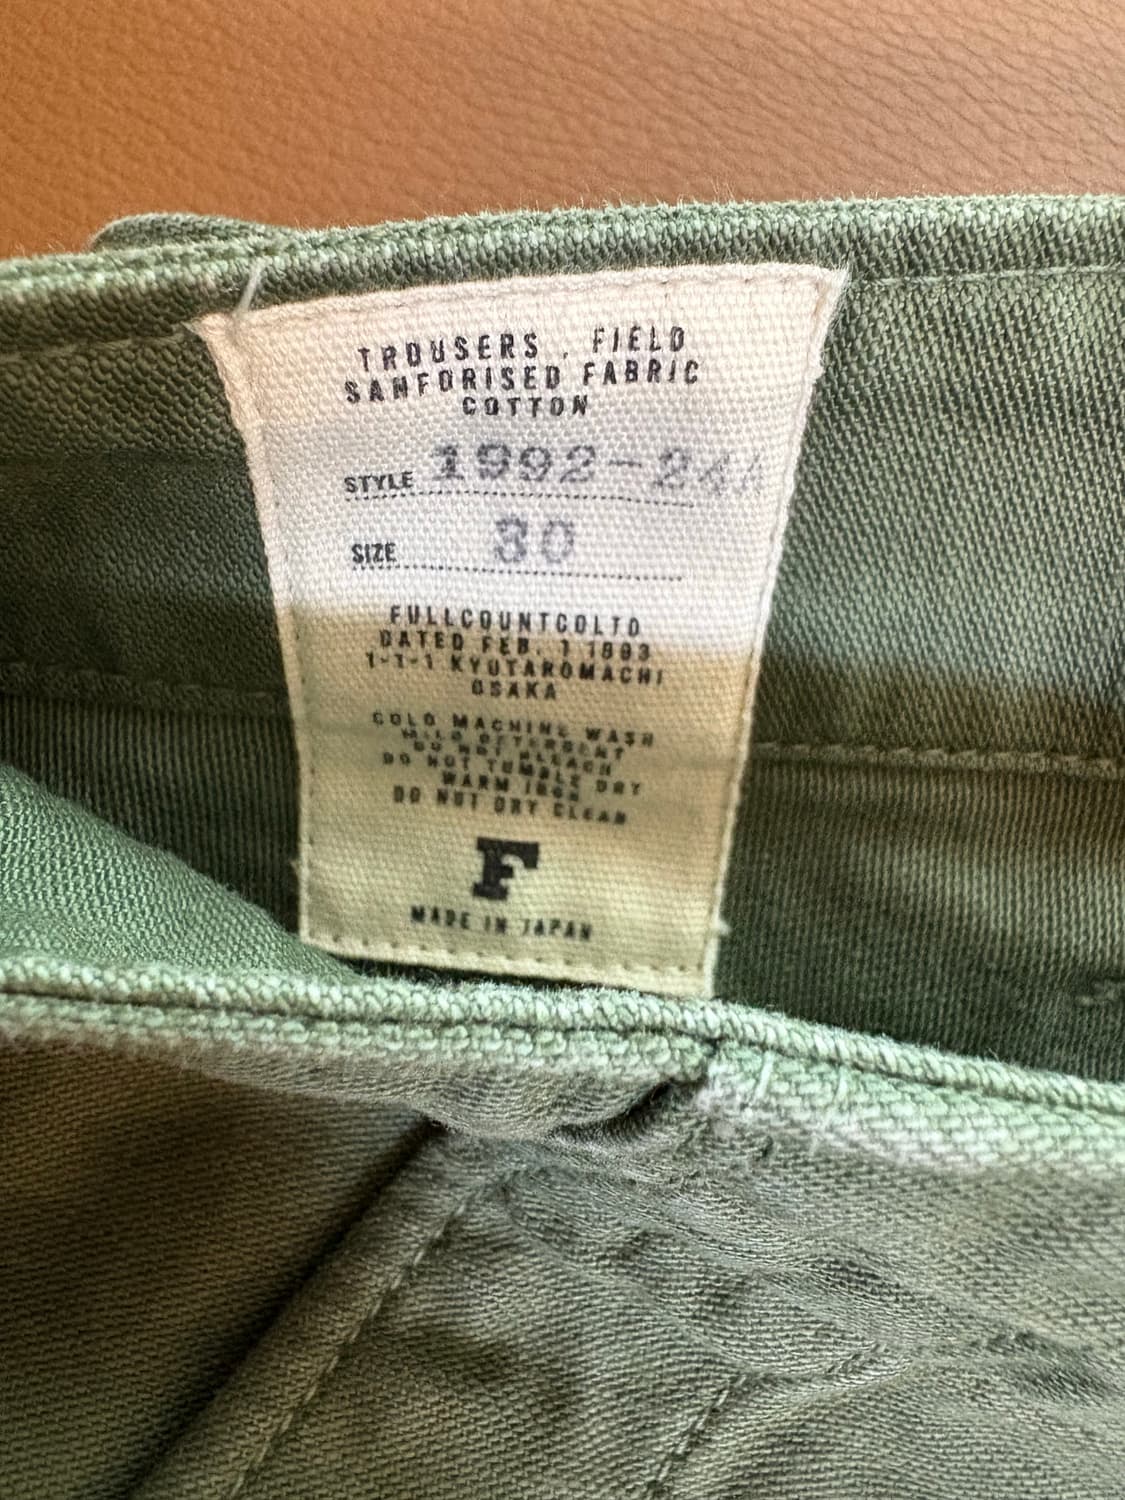 TROUSERS , FIELD
SANFORISED FABRIC
COTTON
STYLE 1992-24
SIZE 30
FULLCOUNTCOLTD
DATED FEB. 1 1993
1-1-1 KYUTAROMACHI
OSAKA
COLD MACHINE WASH
MILD DETERGENT
DO NOT BLEACH
DO NOT TUMBLE DRY
WARM IRON
DO NOT DRY CLEAN
F
MADE IN JAPAN